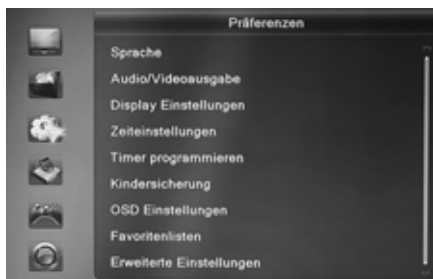 Präferenzen
Sprache
Audio/Videoausgabe
Display Einstellungen
Zeiteinstellungen
Timer programmieren
Kindersicherung
OSD Einstellungen
Favoritenlisten
Erweiterte Einstellungen